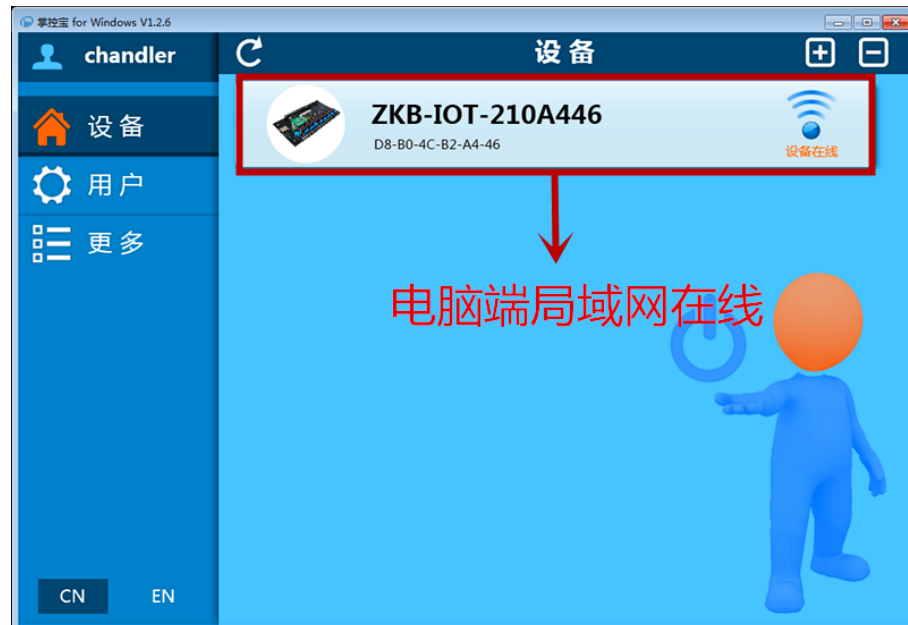 掌控宝 for Windows V1.2.6
chandler
设备
设备
ZKB-IOT-210A446
D8-B0-4C-B2-A4-46
设备在线
用户
更多
电脑端局域网在线
CN EN